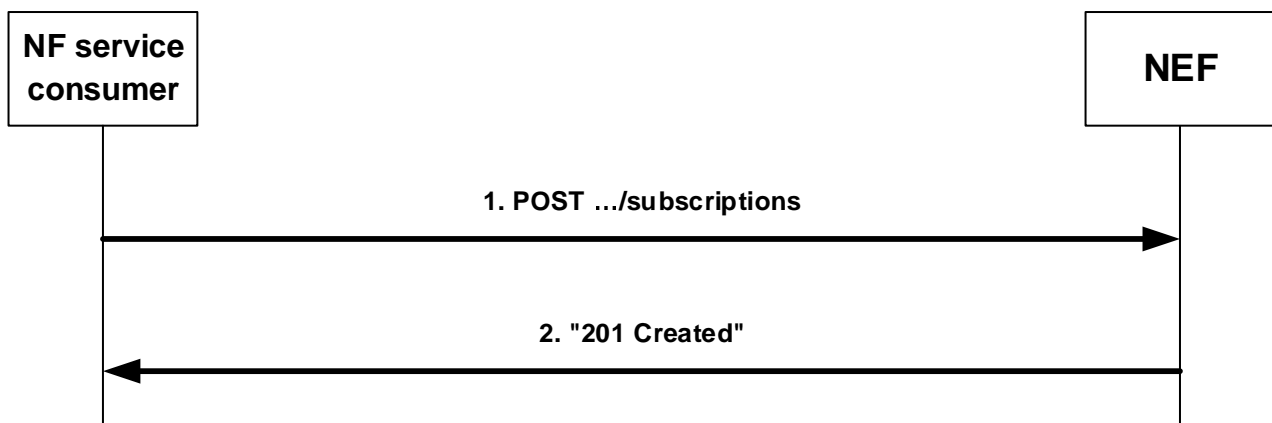 NF service
consumer
NEF
1. POST …/subscriptions
2. "201 Created"